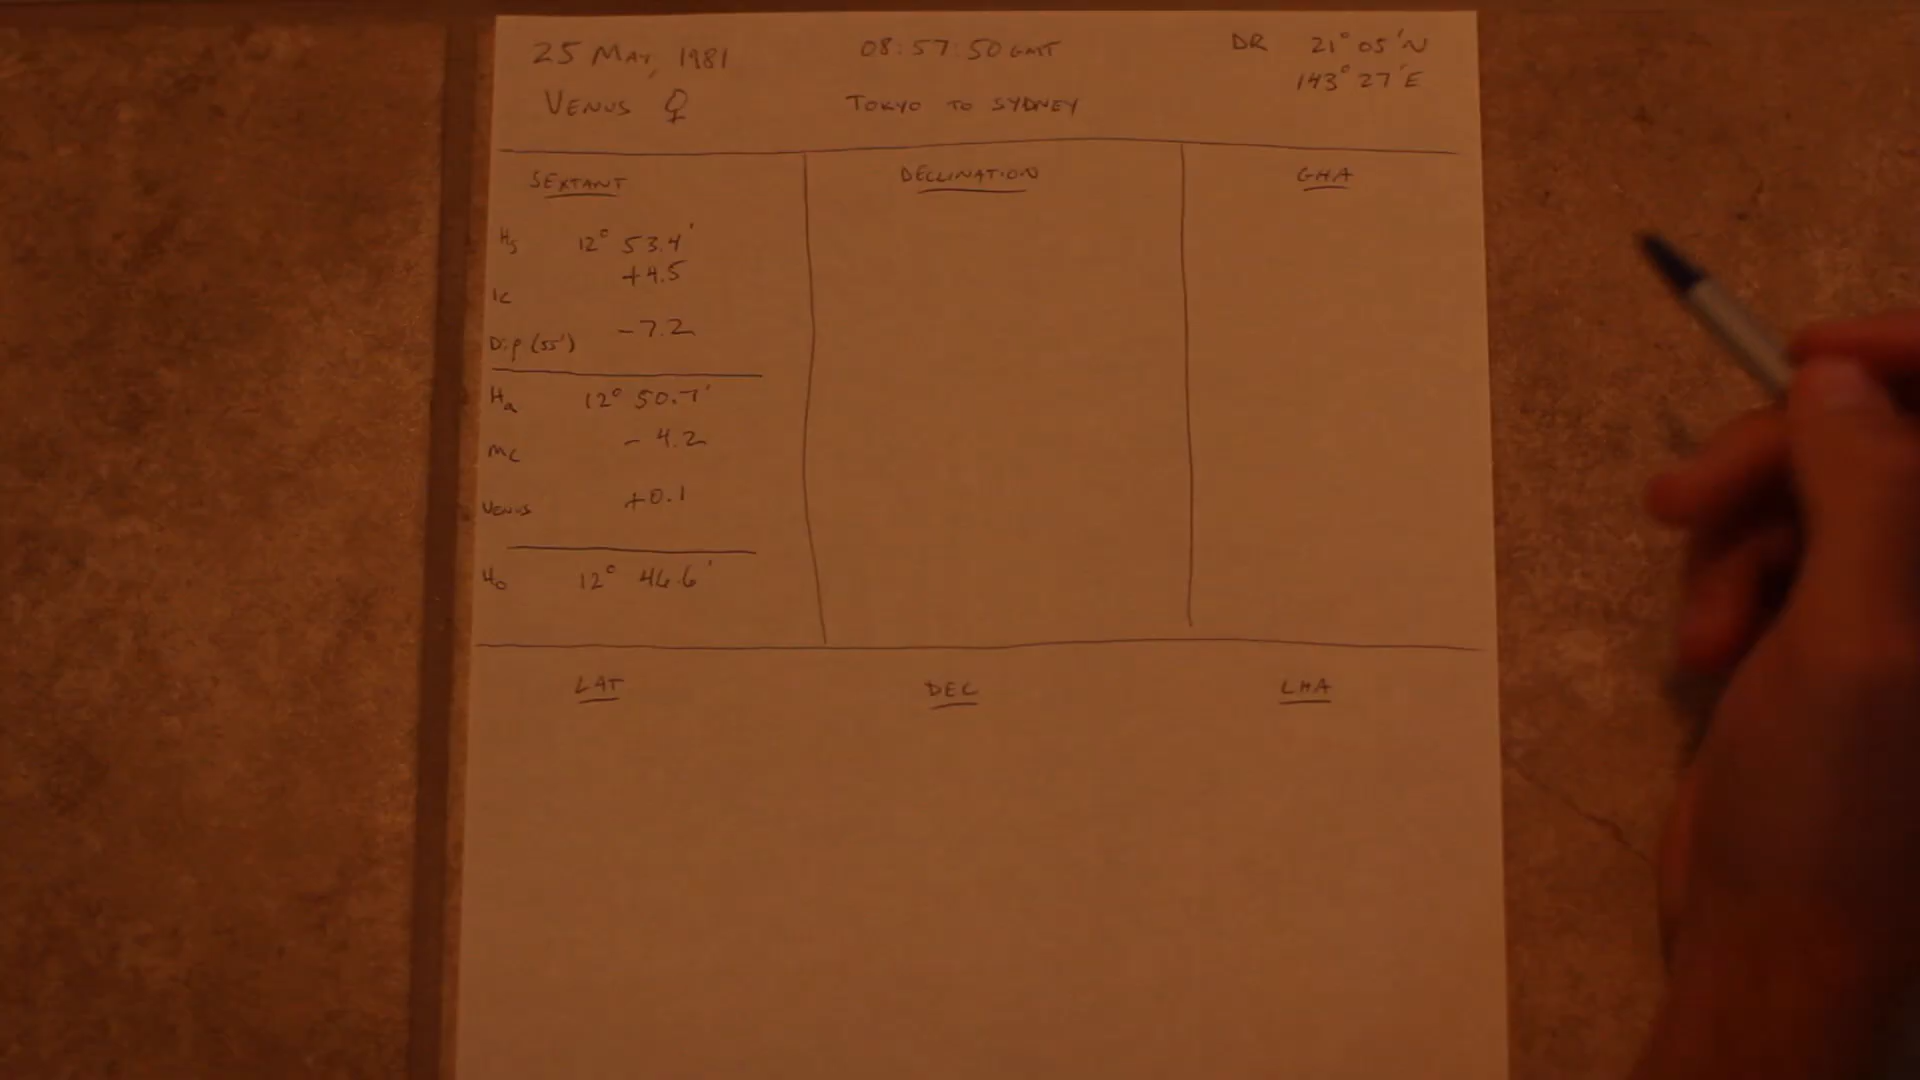 25 MAY, 1981 08:57:50 GMT DR 21° 05' N
143° 27' E
VENUS ♀ TOKYO TO SYDNEY
SEXTANT DECLINATION GHA
Hs 12° 53.4'
+4.5
IC
Dip (55') -7.2
Ha 12° 50.7'
MC - 4.2
VENUS +0.1
Ho 12° 46.6'
LAT DEC LHA